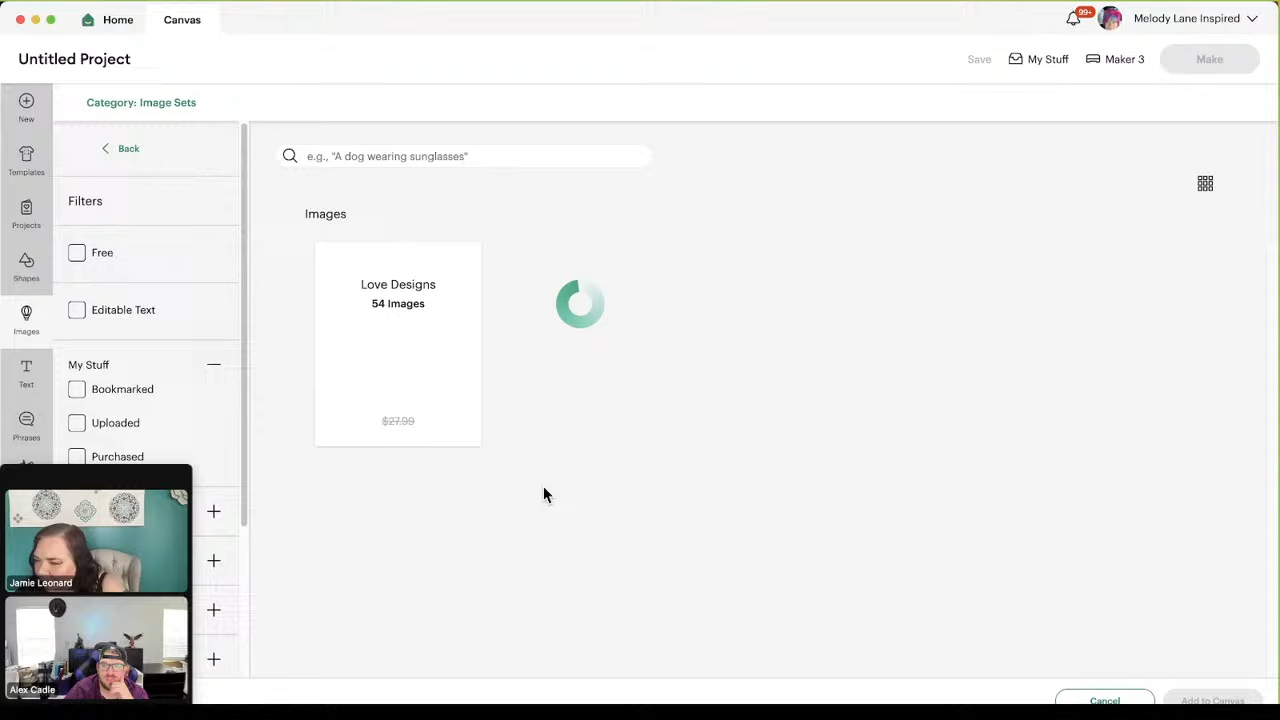 Home
Canvas
99+
Melody Lane Inspired
Untitled Project
Save
My Stuff
Maker 3
Make
New
Category: Image Sets
Back
e.g., "A dog wearing sunglasses"
Templates
Filters
Projects
Images
Free
Shapes
Love Designs
54 Images
Editable Text
Images
My Stuff
Text
Bookmarked
$27.99
Uploaded
Phrases
Purchased
Jamie Leonard
Alex Cadle
Cancel
Add to Canvas